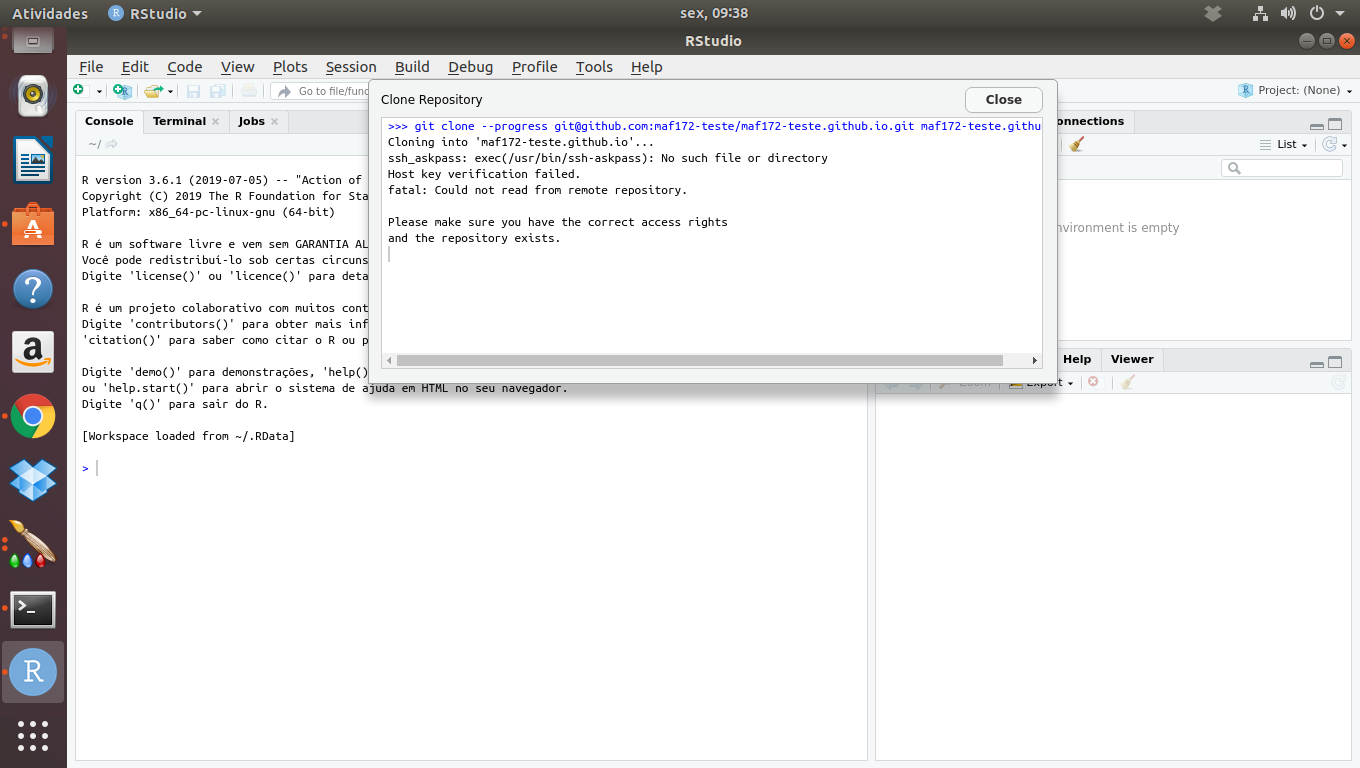 Atividades
RStudio
sex, 09:38
RStudio
File Edit Code View Plots Session Build Debug Profile Tools Help
Go to file/func
Project: (None)
Console Terminal Jobs
~/
R version 3.6.1 (2019-07-05) -- "Action of
Copyright (C) 2019 The R Foundation for Sta
Platform: x86_64-pc-linux-gnu (64-bit)
R é um software livre e vem sem GARANTIA AL
Você pode redistribuí-lo sob certas circuns
Digite 'license()' ou 'licence()' para deta
R é um projeto colaborativo com muitos cont
Digite 'contributors()' para obter mais inf
'citation()' para saber como citar o R ou p
Digite 'demo()' para demonstrações, 'help()
ou 'help.start()' para abrir o sistema de ajuda em HTML no seu navegador.
Digite 'q()' para sair do R.
[Workspace loaded from ~/.RData]
>
Clone Repository
Close
>>> git clone --progress git@github.com:maf172-teste/maf172-teste.github.io.git maf172-teste.githu
Cloning into 'maf172-teste.github.io'...
ssh_askpass: exec(/usr/bin/ssh-askpass): No such file or directory
Host key verification failed.
fatal: Could not read from remote repository.
Please make sure you have the correct access rights
and the repository exists.
onnections
List
nvironment is empty
Help Viewer
Zoom Export
a
>_
R
?